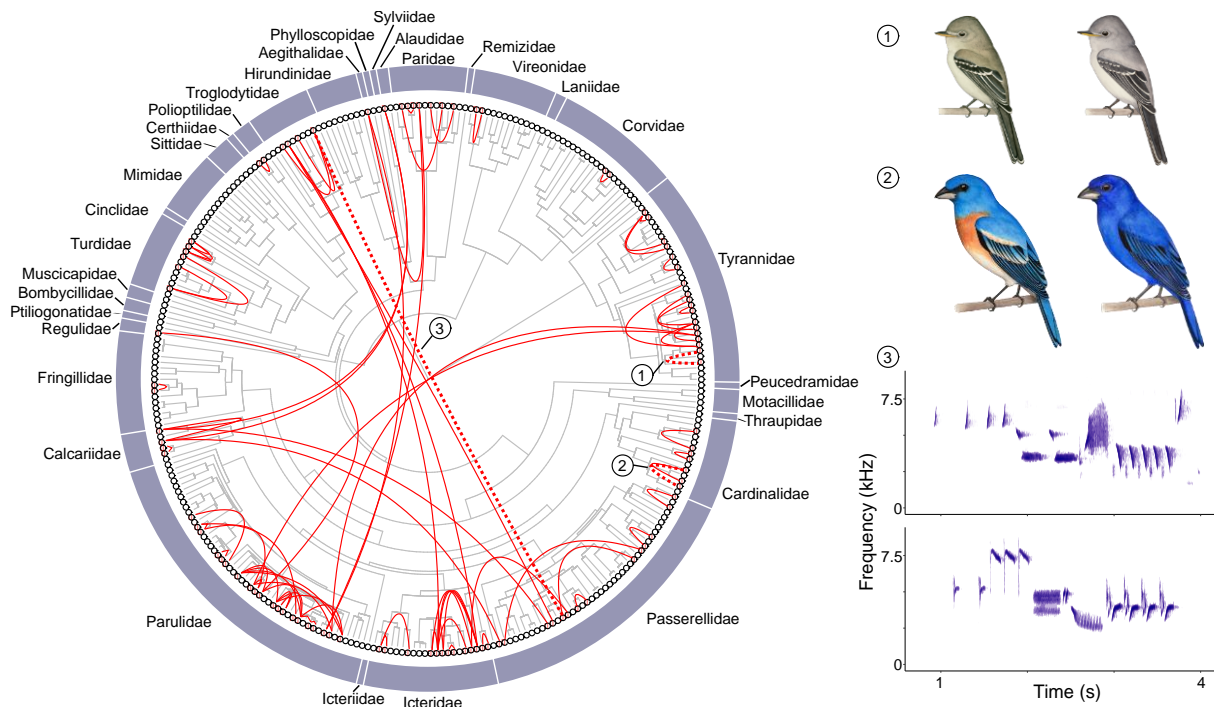 Sylviidae
Phylloscopidae
Alaudidae
Aegithalidae
Paridae
Remizidae
Hirundinidae
Vireonidae
Troglodytidae
Laniidae
Polioptilidae
Corvidae
Certhiidae
Sittidae
Mimidae
Cinclidae
Turdidae
Tyrannidae
Muscicapidae
Bombycillidae
Ptiliogonatidae
Regulidae
Fringillidae
Peucedramidae
Motacillidae
Thraupidae
Calcariidae
Cardinalidae
Parulidae
Passerellidae
Icteriidae
Icteridae
3
1
2
1
2
3
7.5
0
7.5
0
Frequency (kHz)
1
4
Time (s)